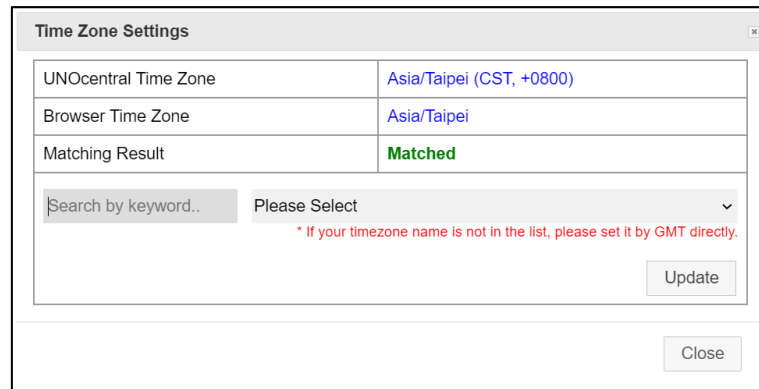 Time Zone Settings
UNOcentral Time Zone
Asia/Taipei (CST, +0800)
Browser Time Zone
Asia/Taipei
Matching Result
Matched
Search by keyword..
Please Select
* If your timezone name is not in the list, please set it by GMT directly.
Update
Close